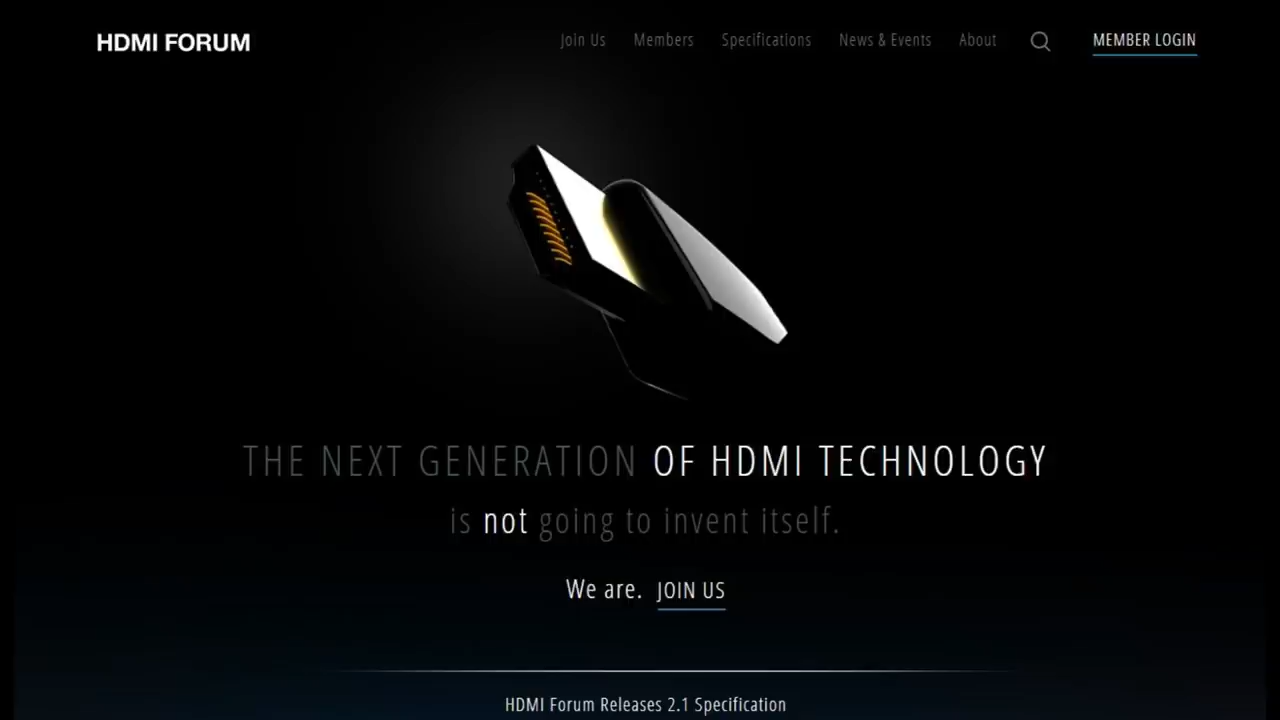 HDMI FORUM
Join Us Members Specifications News & Events About MEMBER LOGIN
THE NEXT GENERATION OF HDMI TECHNOLOGY
is not going to invent itself.
We are. JOIN US
HDMI Forum Releases 2.1 Specification